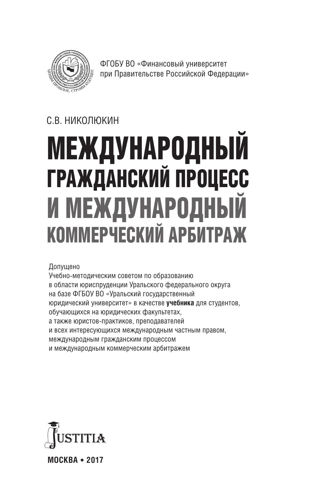 ФГОБУ ВО «Финансовый университет
при Правительстве Российской Федерации»
С.В. НИКОЛЮКИН
МЕЖДУНАРОДНЫЙ
ГРАЖДАНСКИЙ ПРОЦЕСС
И МЕЖДУНАРОДНЫЙ
КОММЕРЧЕСКИЙ АРБИТРАЖ
Допущено
Учебно-методическим советом по образованию
в области юриспруденции Уральского федерального округа
на базе ФГБОУ ВО «Уральский государственный
юридический университет» в качестве учебника для студентов,
обучающихся на юридических факультетах,
а также юристов-практиков, преподавателей
и всех интересующихся международным частным правом,
международным гражданским процессом
и международным коммерческим арбитражем
JUSTITIA
МОСКВА • 2017